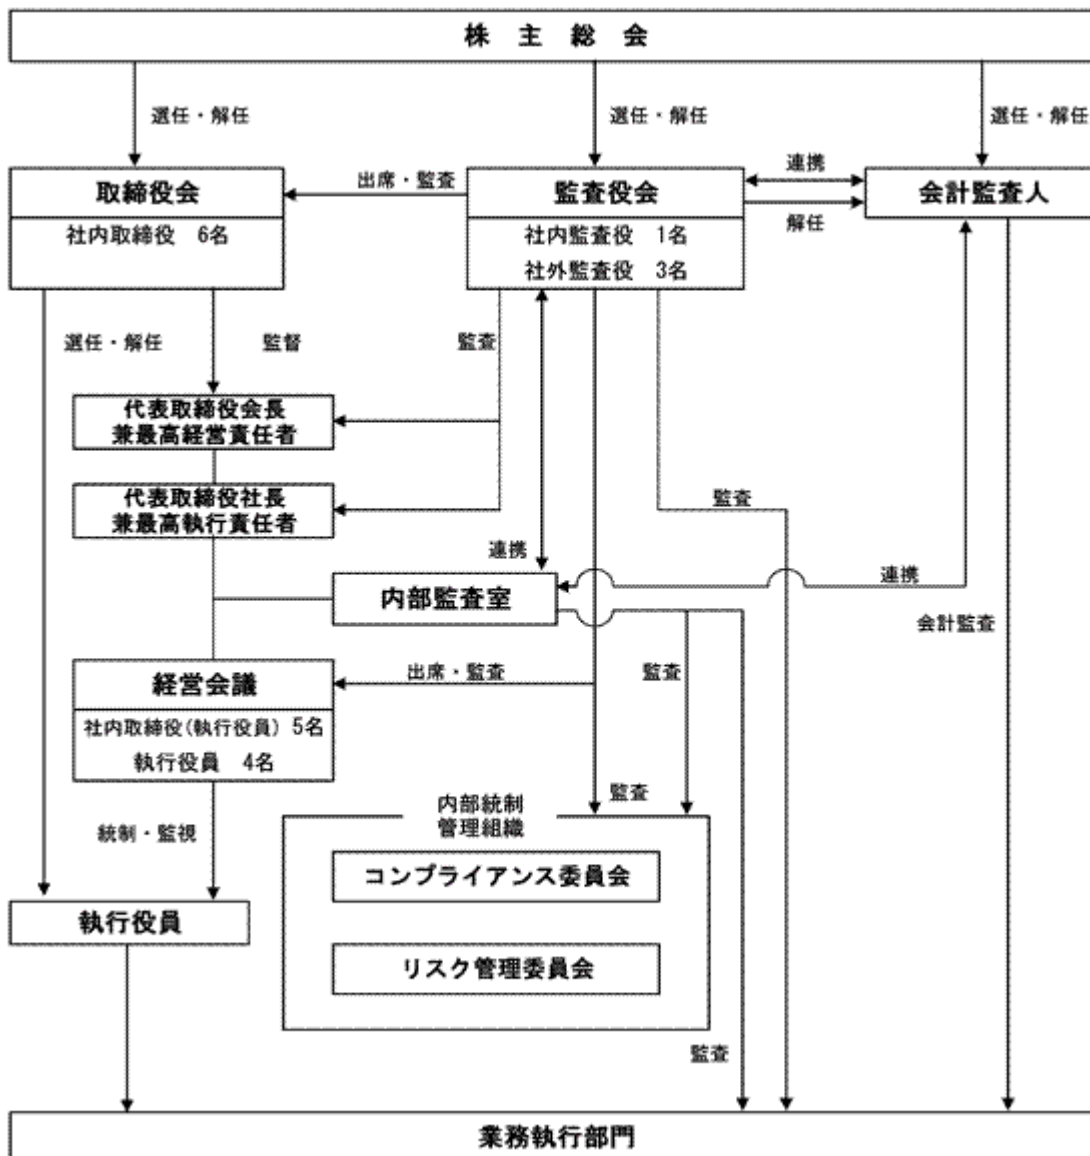 株 主 総 会
選任・解任
選任・解任
選任・解任
取締役会
社内取締役 6名
出席・監査
監査役会
社内監査役 1名
社外監査役 3名
連携
解任
会計監査人
選任・解任
監督
監査
代表取締役会長
兼最高経営責任者
代表取締役社長
兼最高執行責任者
監査
連携
連携
内部監査室
会計監査
経営会議
社内取締役(執行役員) 5名
執行役員 4名
出席・監査
監査
監査
統制・監視
内部統制
管理組織
コンプライアンス委員会
リスク管理委員会
執行役員
監査
業務執行部門